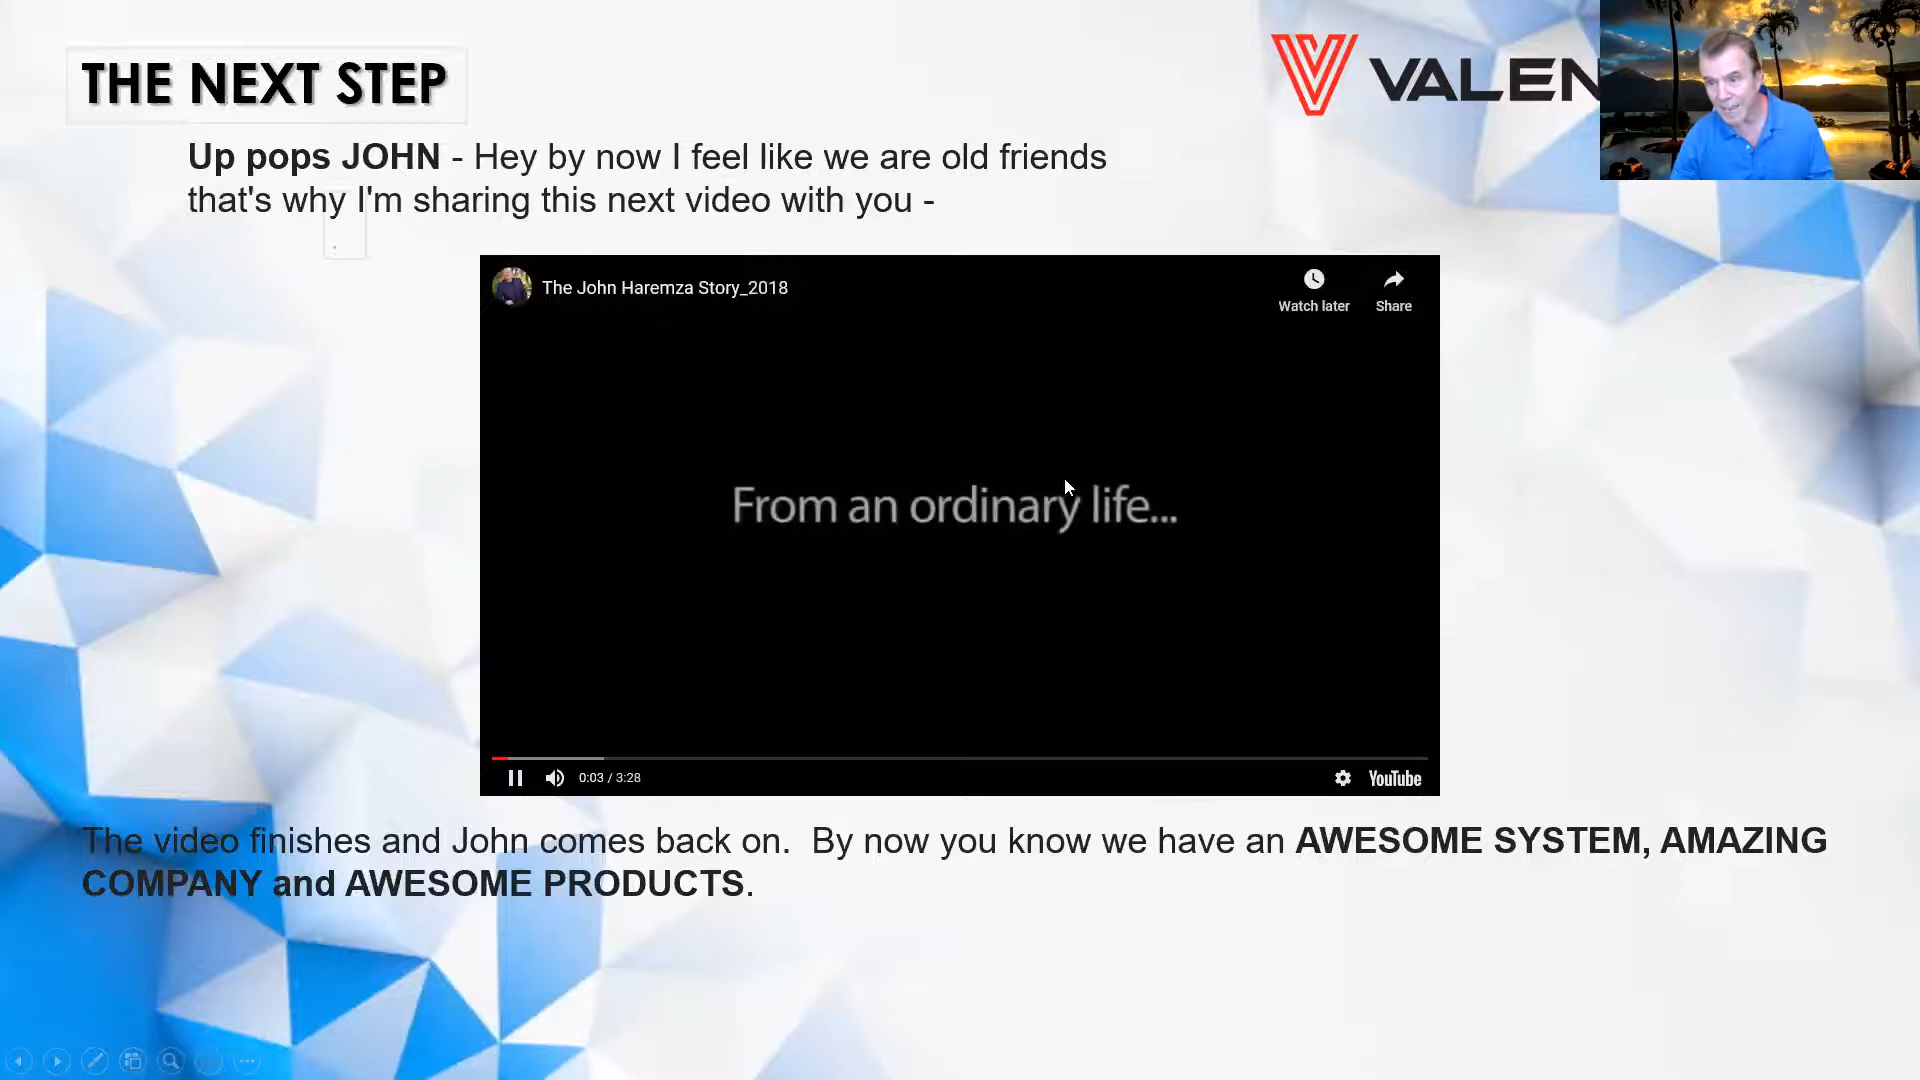 THE NEXT STEP
VALEN
Up pops JOHN - Hey by now I feel like we are old friends
that's why I'm sharing this next video with you -
The John Haremza Story_2018
Watch later
Share
From an ordinary life...
0:03 / 3:28
YouTube
The video finishes and John comes back on.  By now you know we have an AWESOME SYSTEM, AMAZING
COMPANY and AWESOME PRODUCTS.